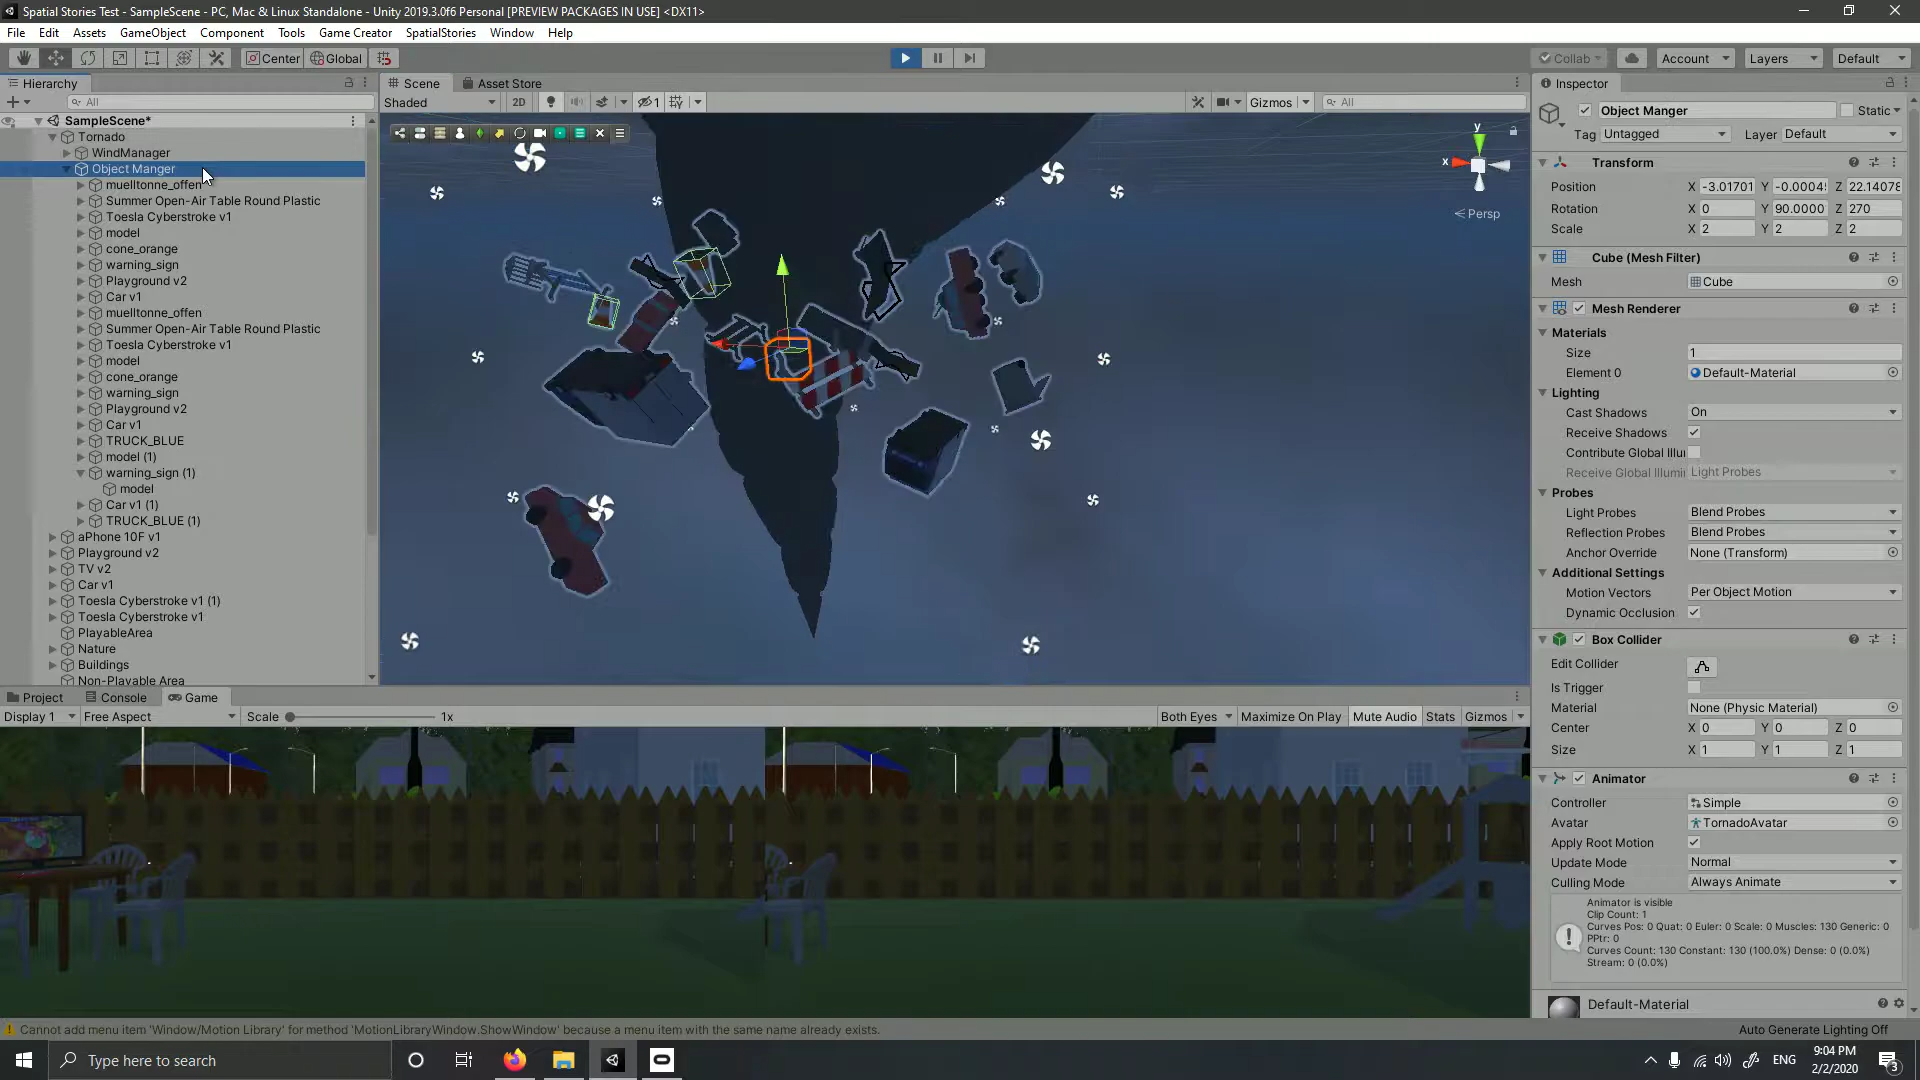 Spatial Stories Test - SampleScene - PC, Mac & Linux Standalone - Unity 2019.3.0f6 Personal [PREVIEW PACKAGES IN USE] <DX11>
File Edit Assets GameObject Component Tools Game Creator SpatialStories Window Help
Center Global Collab Account Layers Default
Hierarchy
All
SampleScene*
Tornado
WindManager
Object Manger
muelltonne_offen
Summer Open-Air Table Round Plastic
Toesla Cyberstroke v1
model
cone_orange
warning_sign
Playground v2
Car v1
muelltonne_offen
Summer Open-Air Table Round Plastic
Toesla Cyberstroke v1
model
cone_orange
warning_sign
Playground v2
Car v1
TRUCK_BLUE
model (1)
warning_sign (1)
model
Car v1 (1)
TRUCK_BLUE (1)
aPhone 10F v1
Playground v2
TV v2
Car v1
Toesla Cyberstroke v1 (1)
Toesla Cyberstroke v1
PlayableArea
Nature
Buildings
Non-Playable Area
Scene Asset Store
Shaded 2D 1 Gizmos All
y
x
Persp
Project Console Game
Display 1 Free Aspect Scale 1x Both Eyes Maximize On Play Mute Audio Stats Gizmos
Inspector
Object Manger Static
Tag Untagged Layer Default
Transform
Position X -3.01701 Y -0.0004! Z 22.14078
Rotation X 0 Y 90.0000 Z 270
Scale X 2 Y 2 Z 2
Cube (Mesh Filter)
Mesh Cube
Mesh Renderer
Materials
Size 1
Element 0 Default-Material
Lighting
Cast Shadows On
Receive Shadows
Contribute Global Illu
Receive Global Illumin Light Probes
Probes
Light Probes Blend Probes
Reflection Probes Blend Probes
Anchor Override None (Transform)
Additional Settings
Motion Vectors Per Object Motion
Dynamic Occlusion
Box Collider
Edit Collider
Is Trigger
Material None (Physic Material)
Center X 0 Y 0 Z 0
Size X 1 Y 1 Z 1
Animator
Controller Simple
Avatar TornadoAvatar
Apply Root Motion
Update Mode Normal
Culling Mode Always Animate
Animator is visible
Clip Count: 1
Curves Pos: 0 Quat: 0 Euler: 0 Scale: 0 Muscles: 130 Generic: 0
PPtr: 0
Curves Count: 130 Constant: 130 (100.0%) Dense: 0 (0.0%)
Stream: 0 (0.0%)
Default-Material
Cannot add menu item 'Window/Motion Library' for method 'MotionLibraryWindow.ShowWindow' because a menu item with the same name already exists.
Auto Generate Lighting Off
Type here to search
ENG
9:04 PM
2/2/2020
3